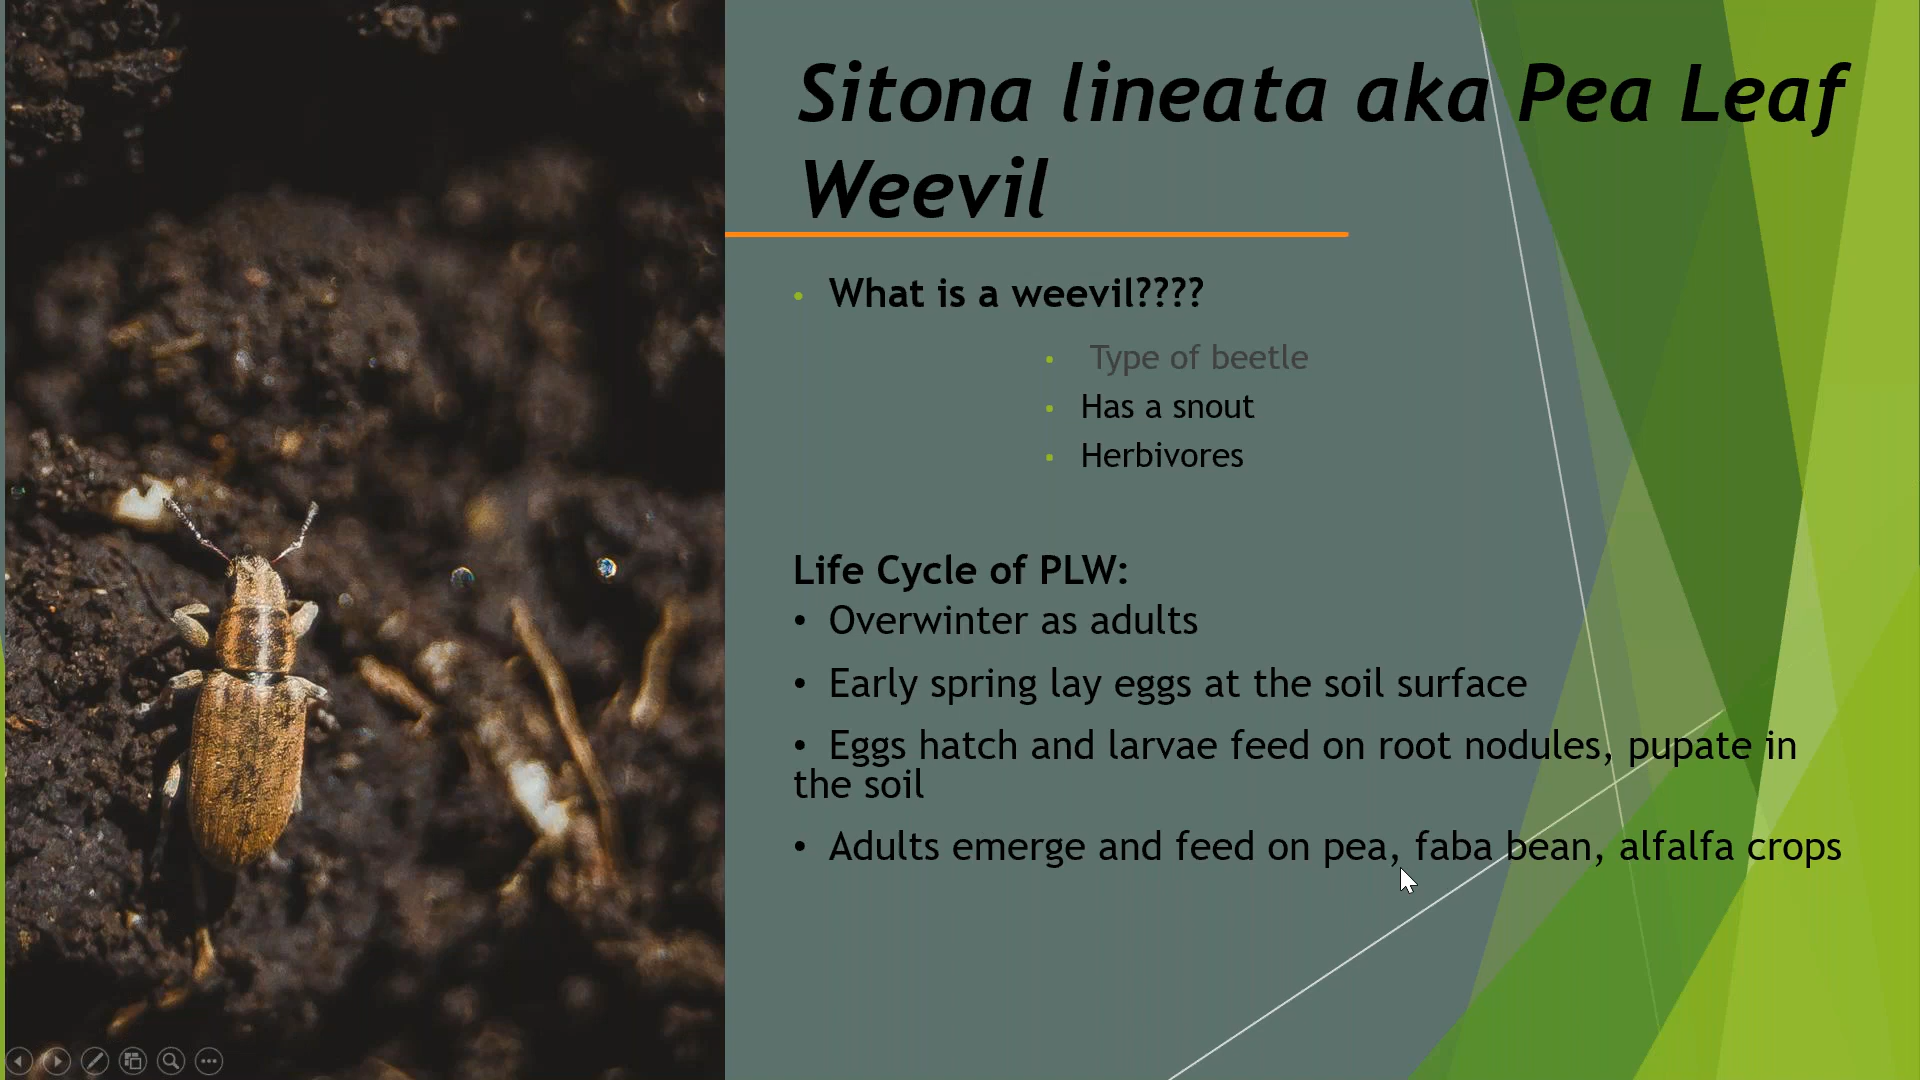 Sitona lineata aka Pea Leaf
Weevil
• What is a weevil????
• Type of beetle
• Has a snout
• Herbivores
Life Cycle of PLW:
• Overwinter as adults
• Early spring lay eggs at the soil surface
• Eggs hatch and larvae feed on root nodules, pupate in
the soil
• Adults emerge and feed on pea, faba bean, alfalfa crops